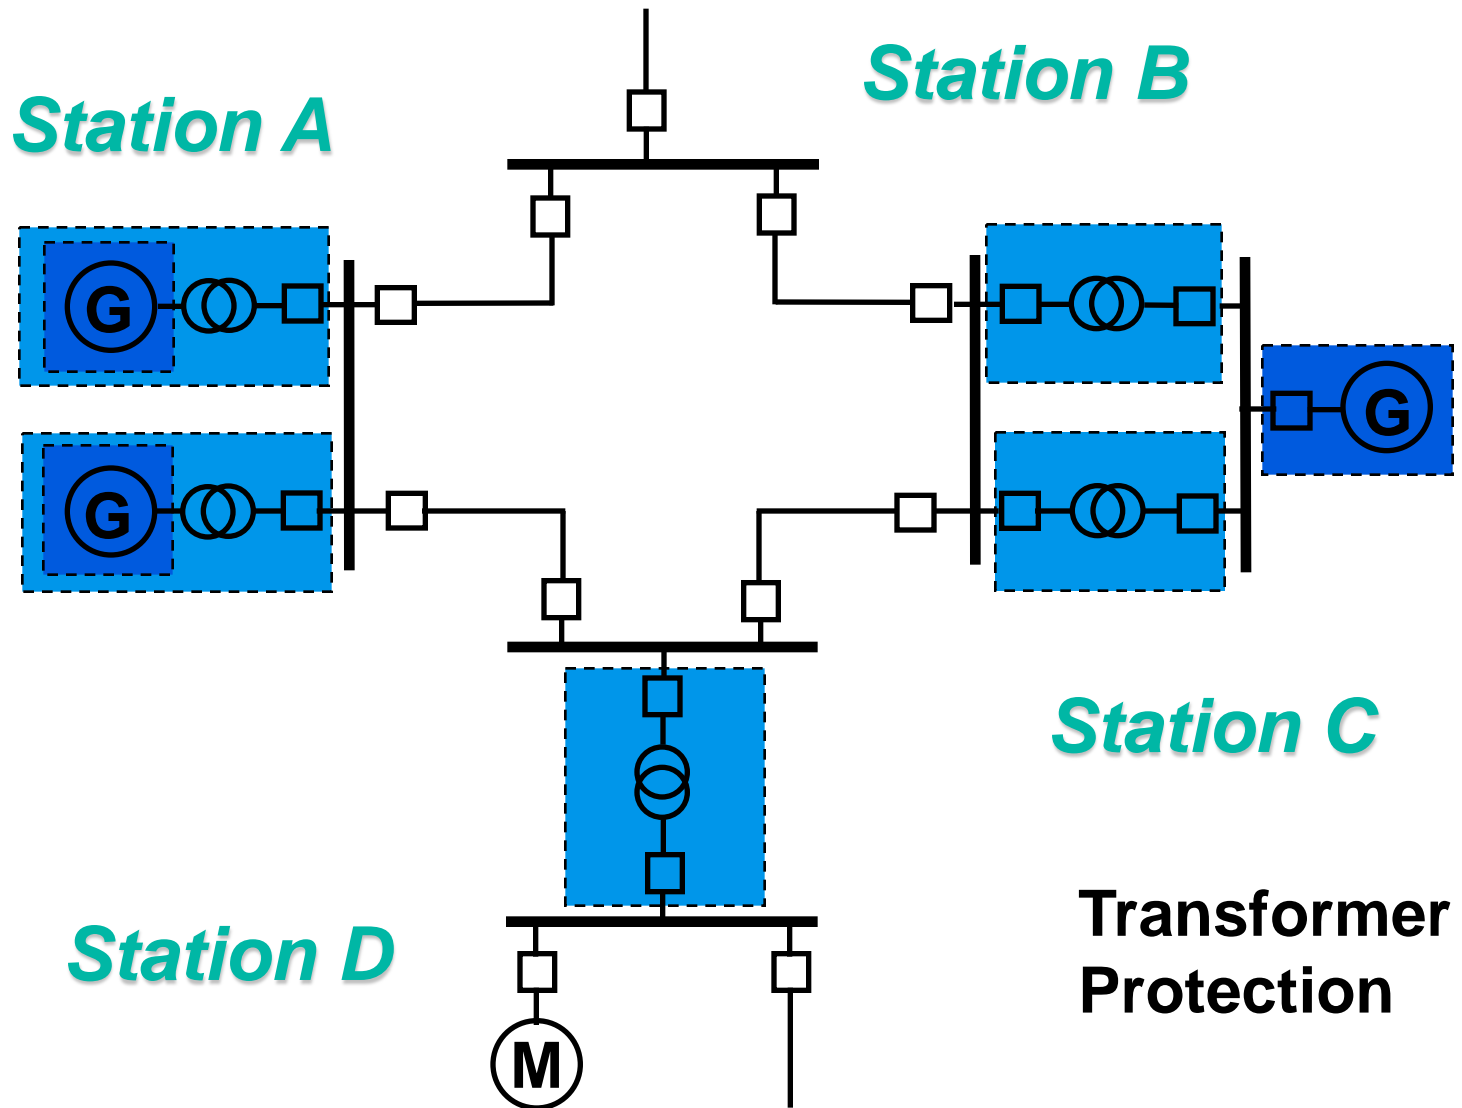 Station B
Station A
G
G
G
G
Station C
Transformer
Protection
Station D
M